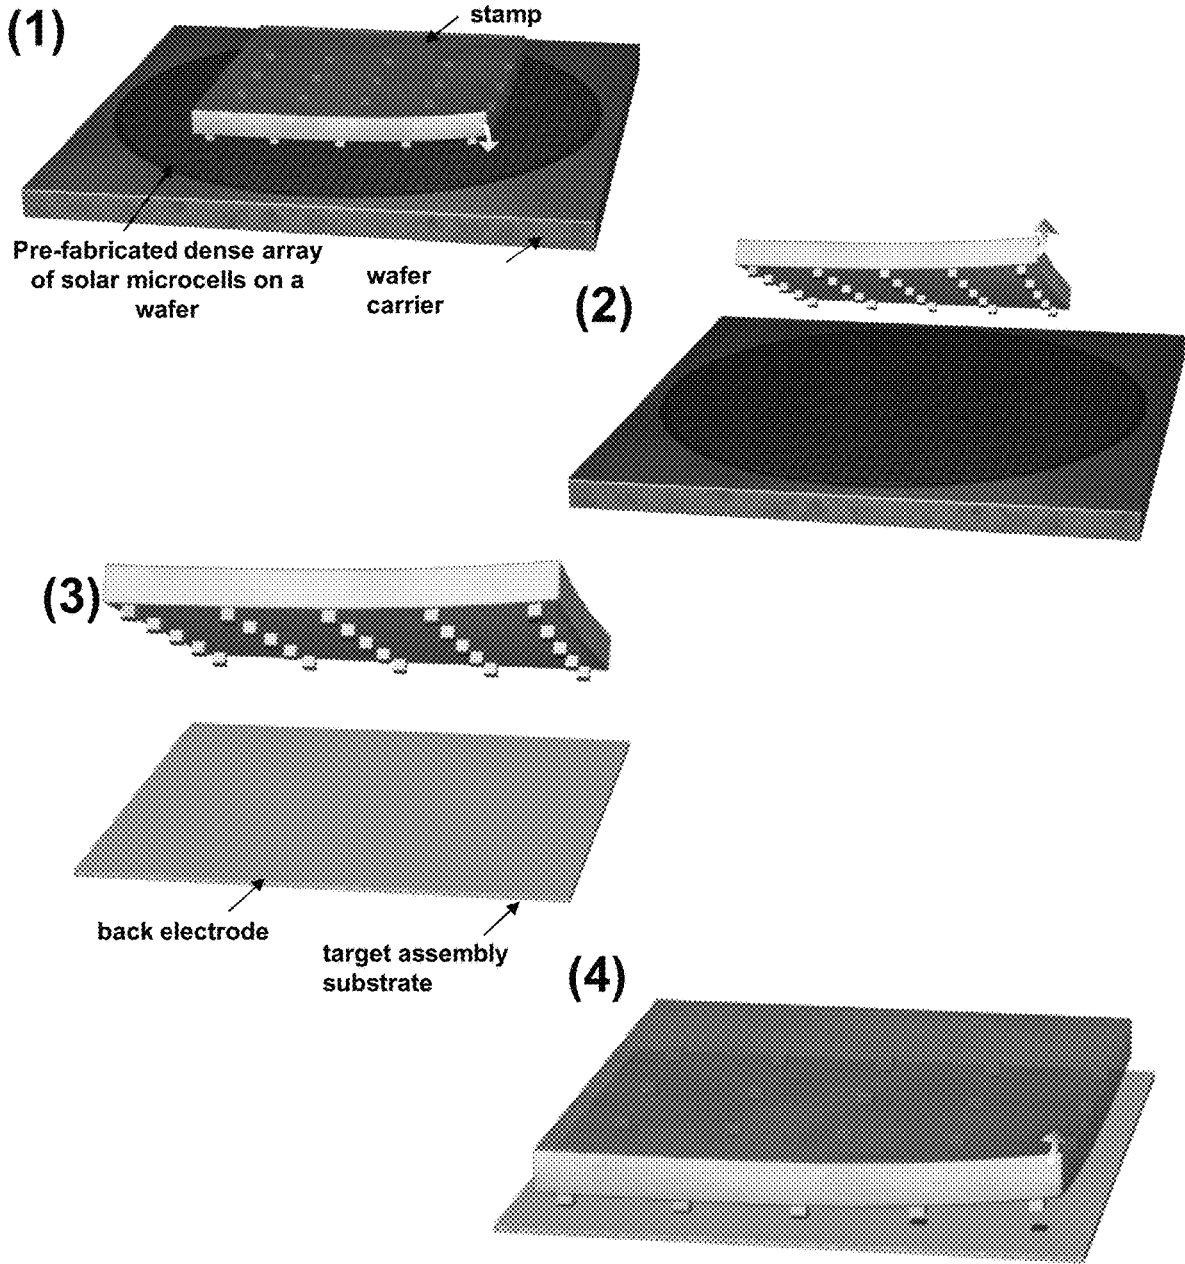 (1)
stamp
Pre-fabricated dense array
of solar microcells on a
wafer
wafer
carrier
(2)
(3)
back electrode
target assembly
substrate
(4)